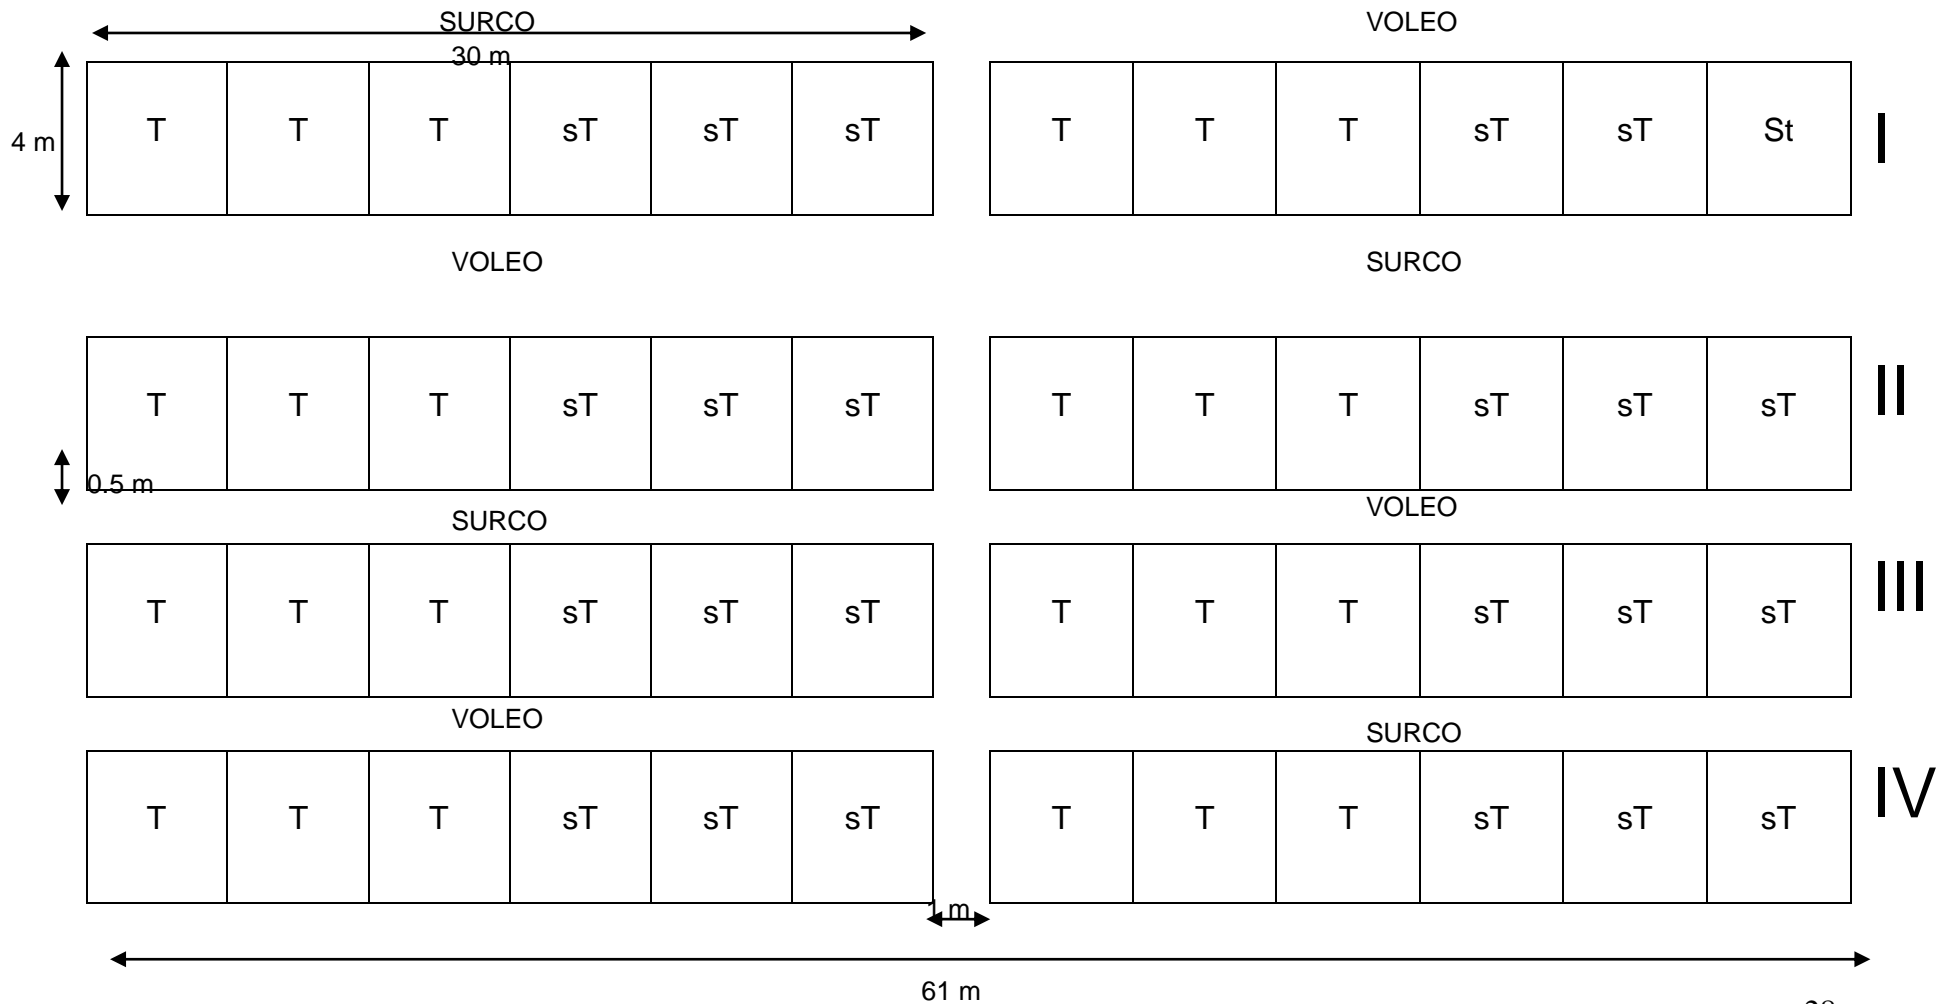 SURCO VOLEO
30 m
4 m T T T sT sT sT T T T sT sT St I
VOLEO SURCO
T T T sT sT sT T T T sT sT sT II
0.5 m
SURCO VOLEO
T T T sT sT sT T T T sT sT sT III
VOLEO SURCO
T T T sT sT sT T T T sT sT sT IV
1 m
61 m